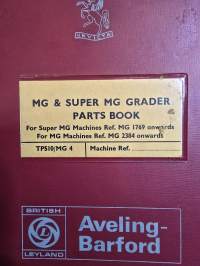 INVICTA
MG & SUPER MG GRADER
PARTS BOOK
For Super MG Machines Ref. MG 1769 onwards
For MG Machines Ref. MG 2384 onwards
TPS10/MG 4 Machine Ref.
BRITISH
LEYLAND
Aveling-
Barford